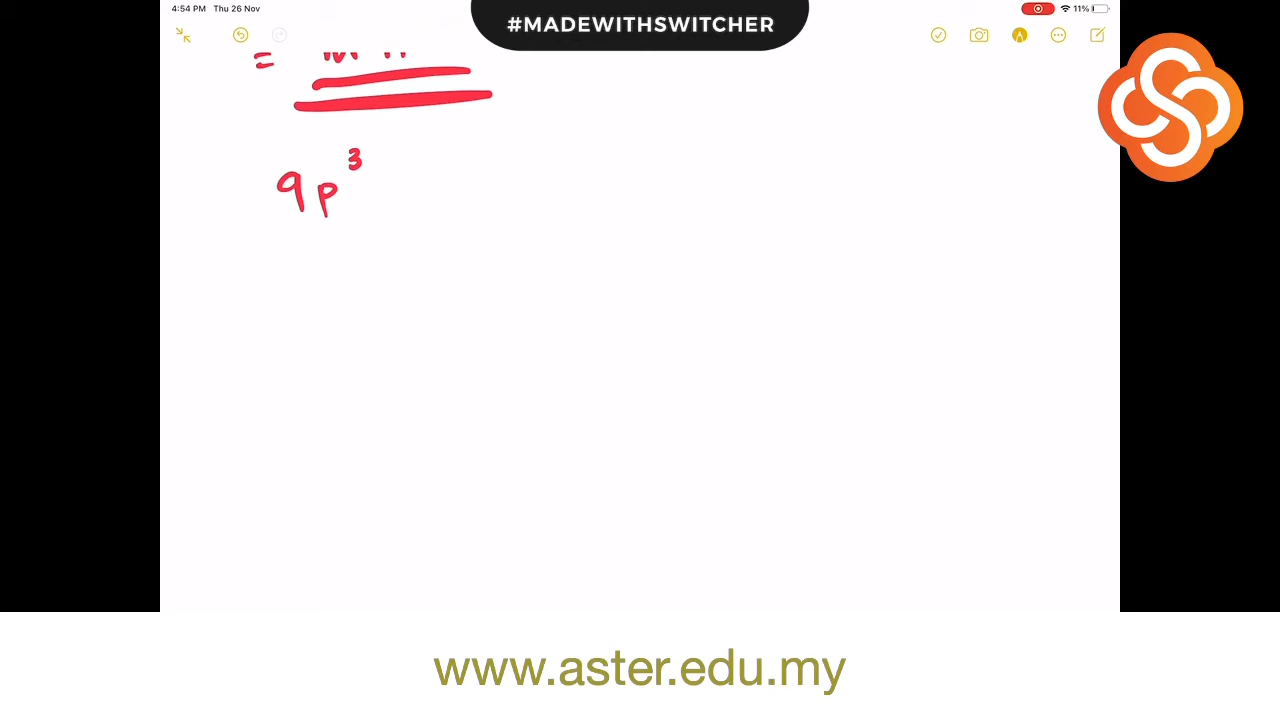 4:54 PM Thu 26 Nov
#MADEWITHSWITCHER
11%
=
9p³
www.aster.edu.my